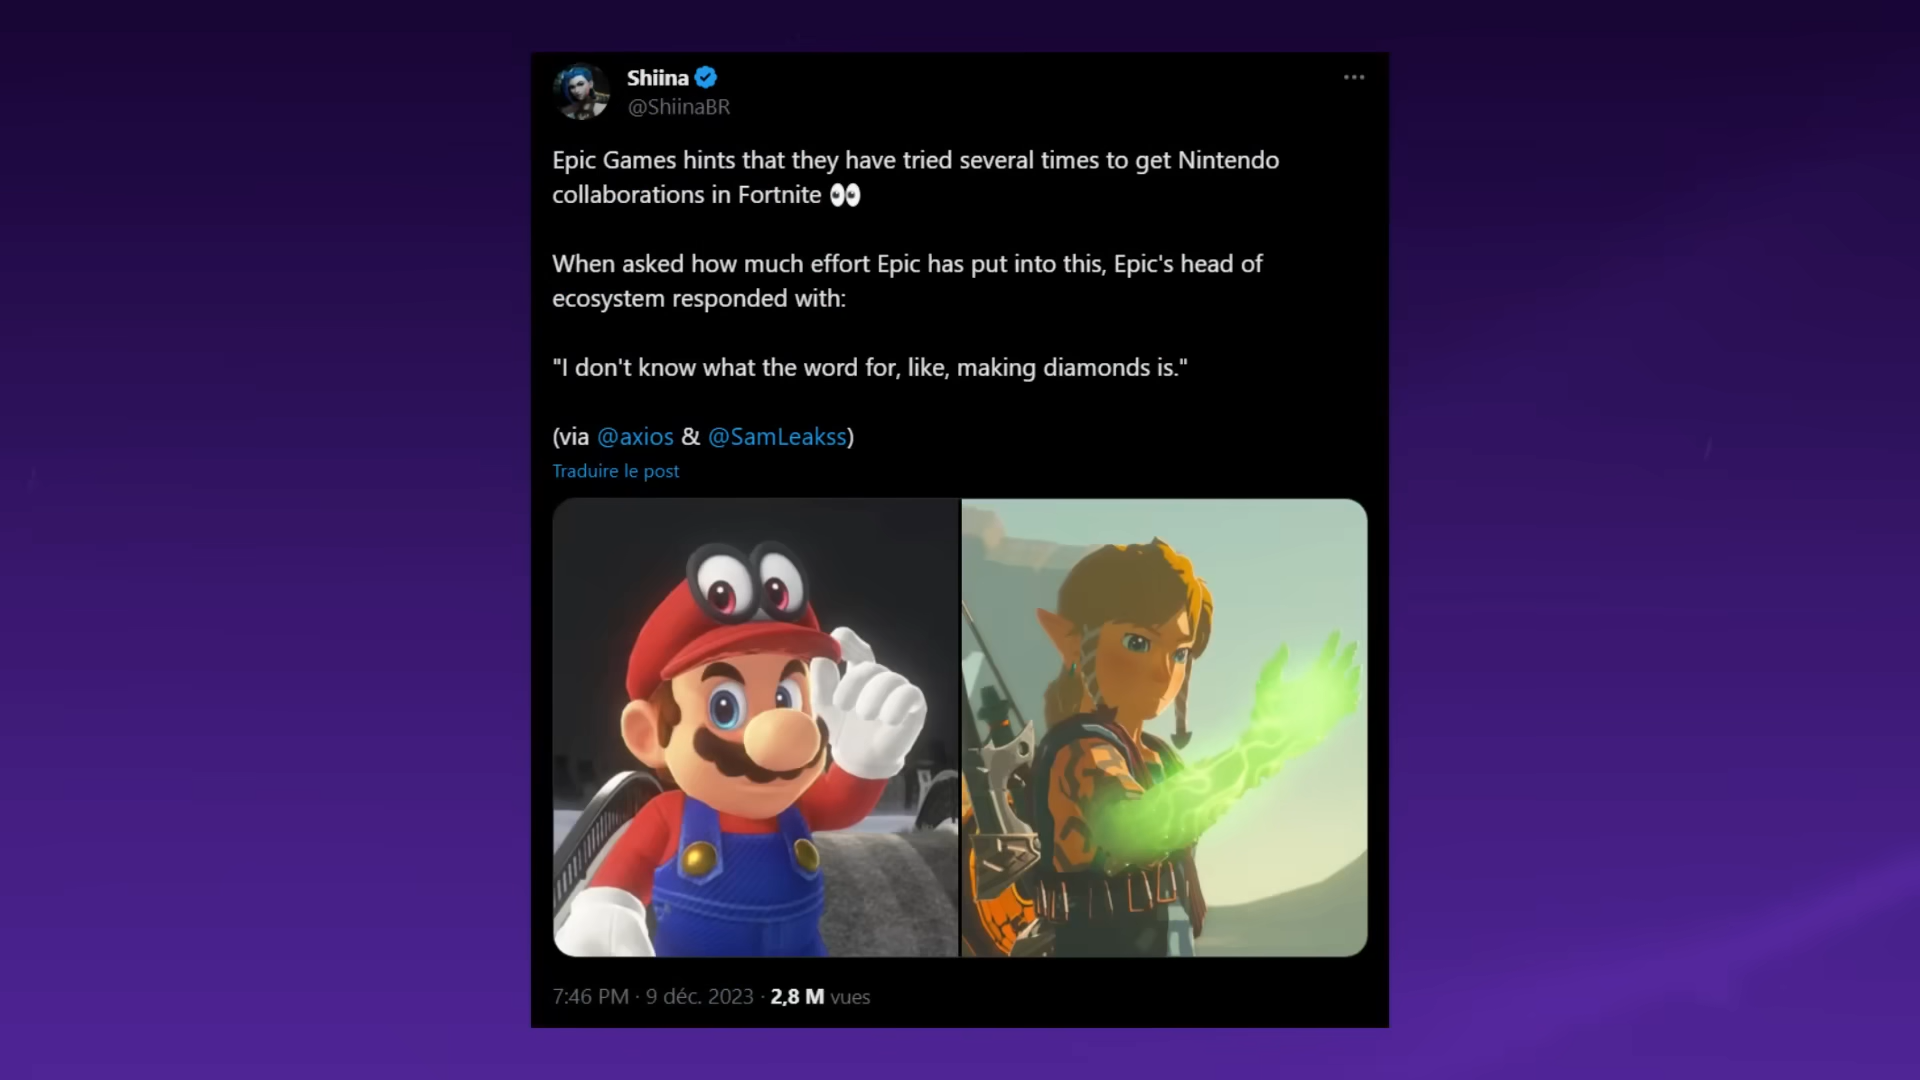 Shiina
@ShiinaBR
Epic Games hints that they have tried several times to get Nintendo
collaborations in Fortnite 👀
When asked how much effort Epic has put into this, Epic's head of
ecosystem responded with:
"I don't know what the word for, like, making diamonds is."
(via @axios & @SamLeakss)
Traduire le post
7:46 PM · 9 déc. 2023 · 2,8 M vues